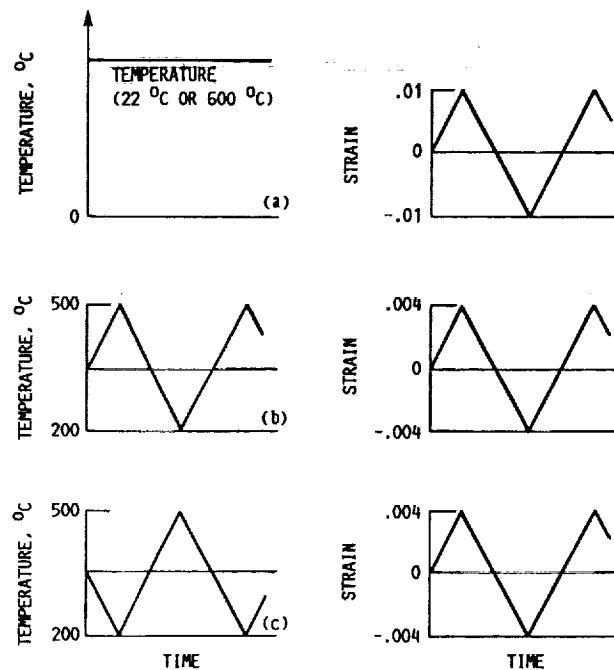 TEMPERATURE, °C
TEMPERATURE
(22 °C OR 600 °C)
0
(a)
STRAIN
.01
0
-.01
TEMPERATURE, °C
500
200
(b)
STRAIN
.004
0
-.004
TEMPERATURE, °C
500
200
(c)
TIME
STRAIN
.004
0
-.004
TIME